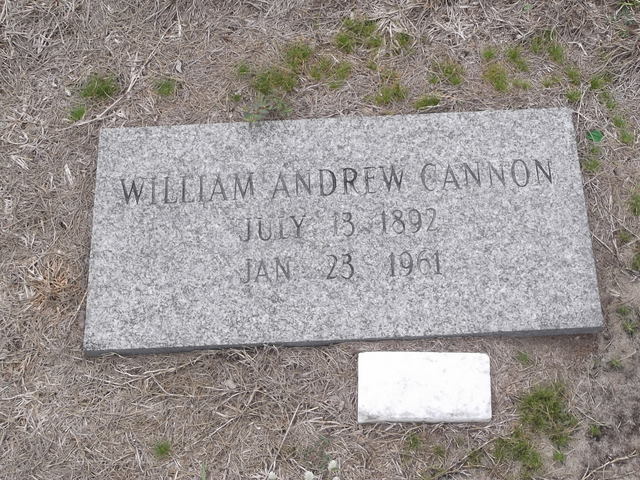 WILLIAM ANDREW CANNON
JULY 13 1892
JAN 23 1961